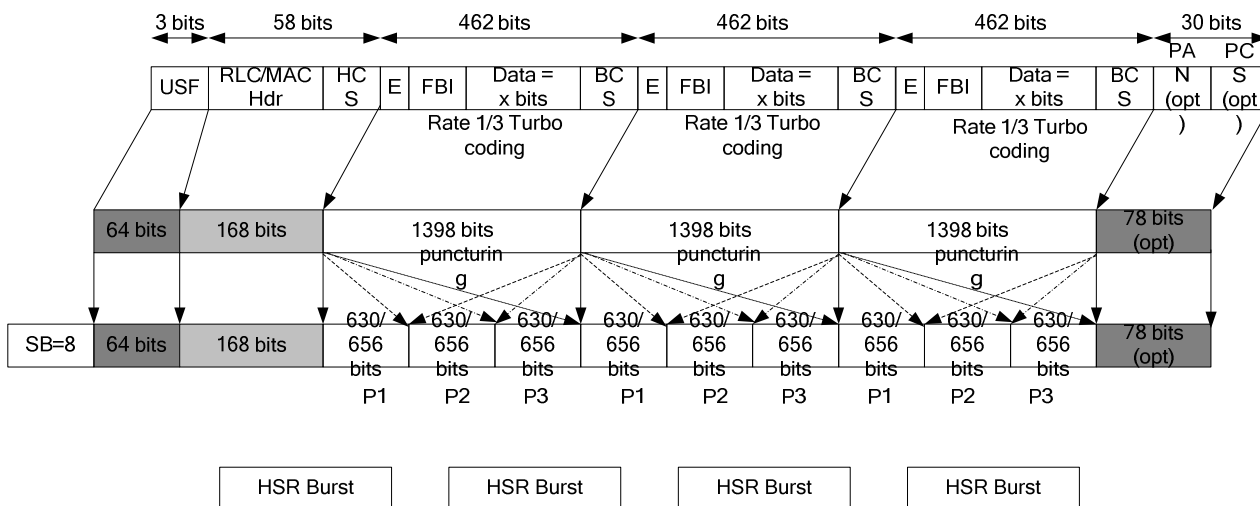 3 bits 58 bits 462 bits 462 bits 462 bits 30 bits
USF RLC/MAC Hdr HC S E FBI Data = x bits BC S E FBI Data = x bits BC S E FBI Data = x bits BC S PA N (opt ) PC S (opt )
Rate 1/3 Turbo coding Rate 1/3 Turbo coding Rate 1/3 Turbo coding
64 bits 168 bits 1398 bits puncturin g 1398 bits puncturin g 1398 bits puncturin g 78 bits (opt)
SB=8 64 bits 168 bits 630/ 656 bits 630/ 656 bits 630/ 656 bits 630/ 656 bits 630/ 656 bits 630/ 656 bits 630/ 656 bits 630/ 656 bits 630/ 656 bits 78 bits (opt)
P1 P2 P3 P1 P2 P3 P1 P2 P3
HSR Burst HSR Burst HSR Burst HSR Burst